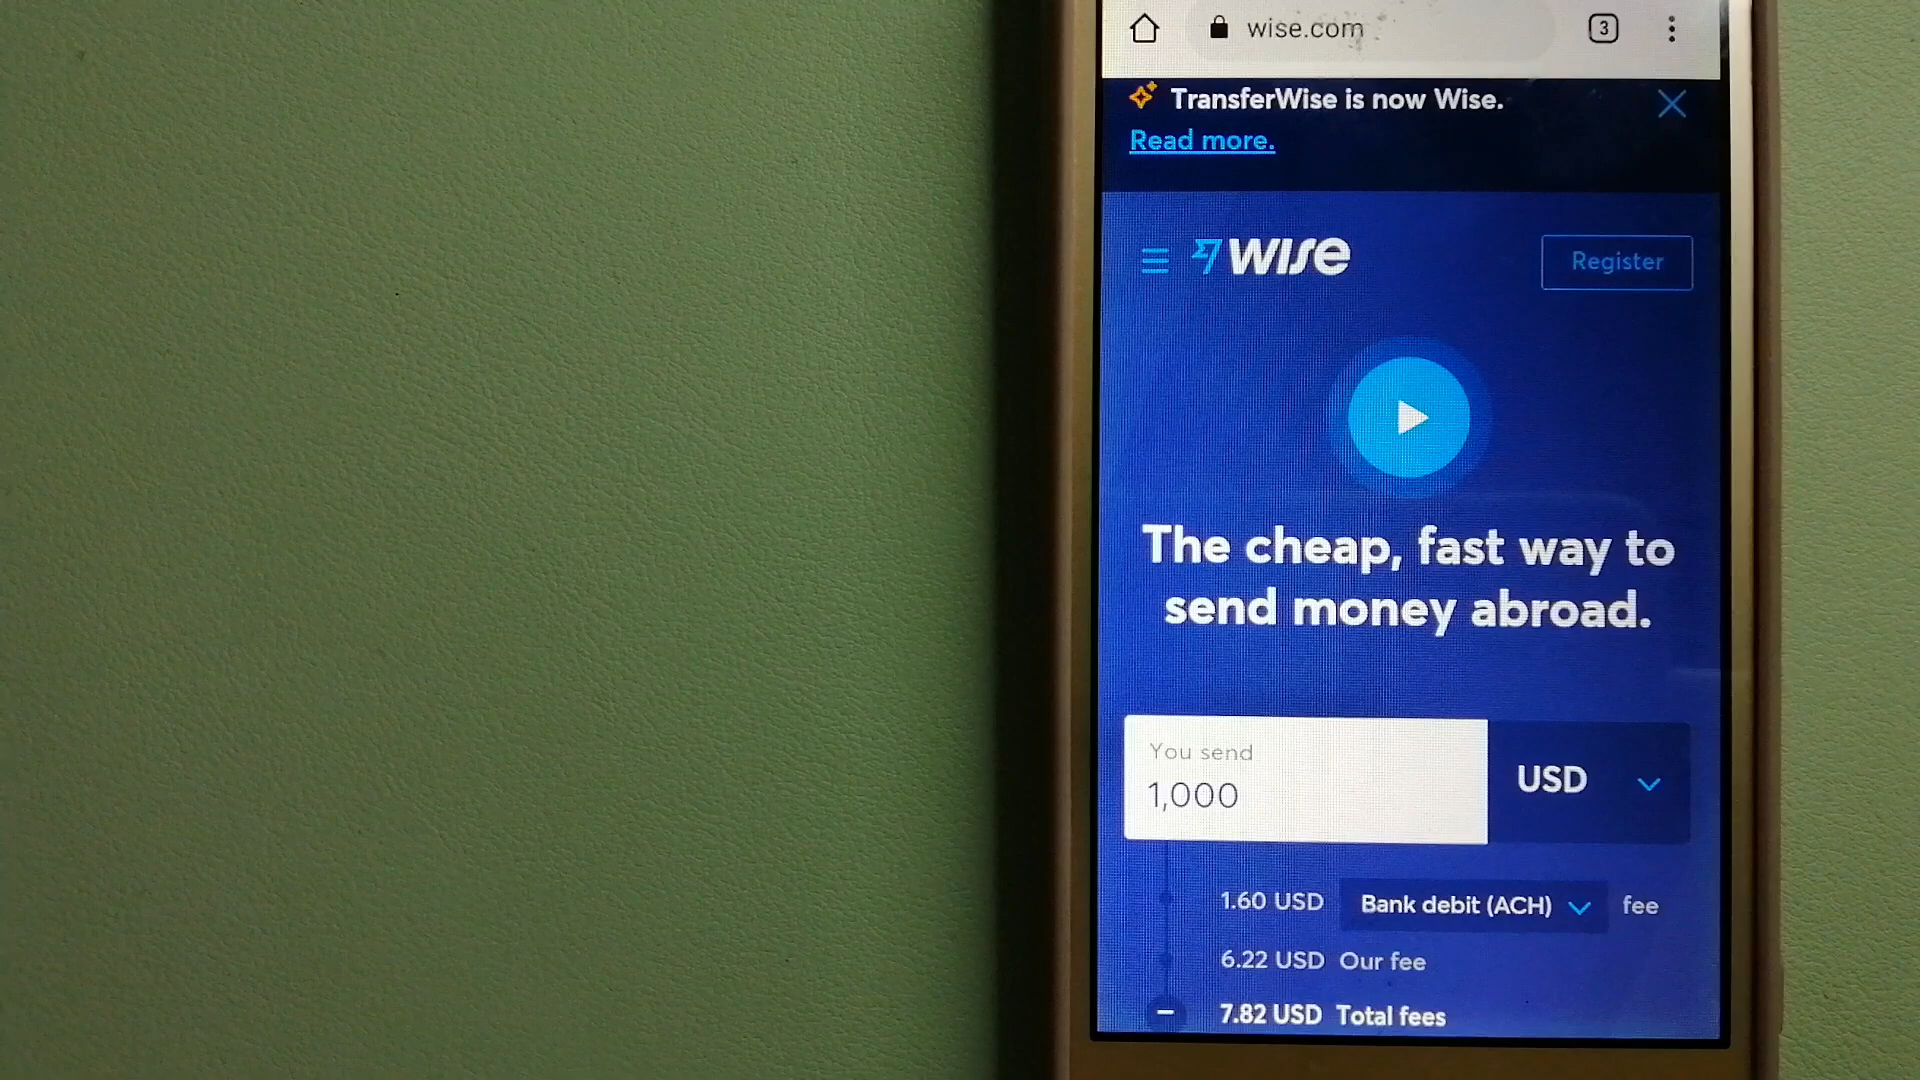 wise.com
3
TransferWise is now Wise.
Read more.
wise
Register
The cheap, fast way to
send money abroad.
You send
1,000
USD
1.60 USD Bank debit (ACH) fee
6.22 USD Our fee
7.82 USD Total fees